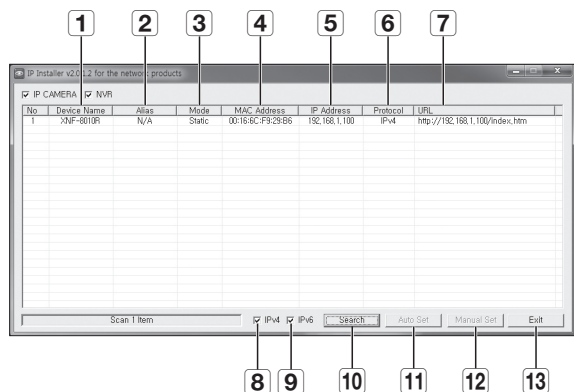 1 2 3 4 5 6 7
IP Installer v2.0.1.2 for the network products
IP CAMERA NVR
No Device Name Alias Mode MAC Address IP Address Protocol URL
1 XNF-8010R N/A Static 00:16:6C:F9:29:B6 192,168,1,100 IPv4 http://192,168,1,100/index,htm
Scan 1 Item IPv4 IPv6 Search Auto Set Manual Set Exit
8 9 10 11 12 13